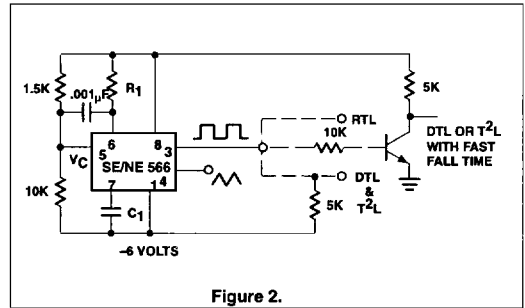 1.5K
.001μF
R1
5K
RTL
6
8
3
10K
VC
5
SE/NE 566
DTL OR T²L
WITH FAST
FALL TIME
7
1
4
10K
C1
DTL
&
T²L
5K
–6 VOLTS
Figure 2.